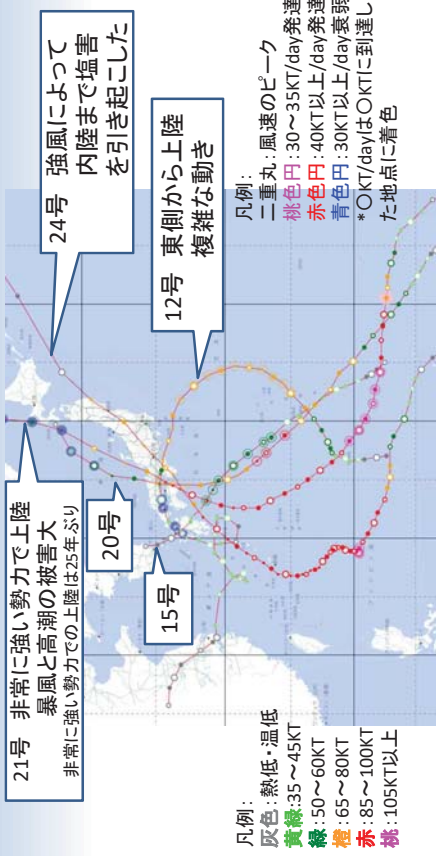 21号 非常に強い勢力で上陸
暴風と高潮の被害大
非常に強い勢力での上陸は25年ぶり
20号
15号
24号 強風によって
内陸まで塩害
を引き起こした
12号 東側から上陸
複雑な動き
凡例:
灰色:熱低・温低
黄緑:35～45KT
緑:50～60KT
橙:65～80KT
赤:85～100KT
桃:105KT以上
凡例:
二重丸:風速のピーク
桃色円:30～35KT/day発達
赤色円:40KT以上/day発達
青色円:30KT以上/day衰弱
*〇KT/dayは〇KTに到達し
た地点に着色